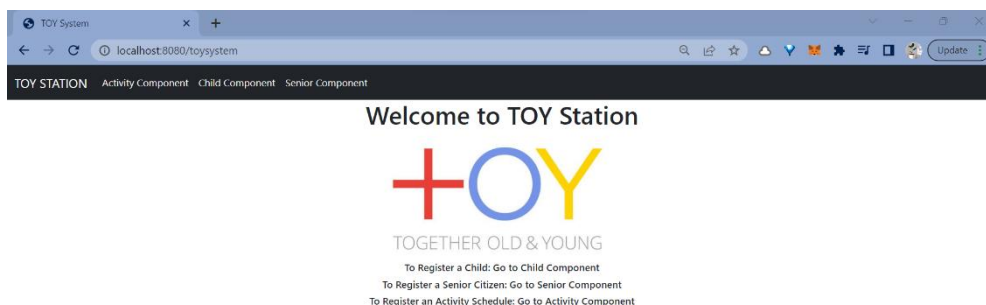 TOY System
localhost:8080/toysystem
Update
TOY STATION Activity Component Child Component Senior Component
Welcome to TOY Station
TOY
TOGETHER OLD & YOUNG
To Register a Child: Go to Child Component
To Register a Senior Citizen: Go to Senior Component
To Register an Activity Schedule: Go to Activity Component